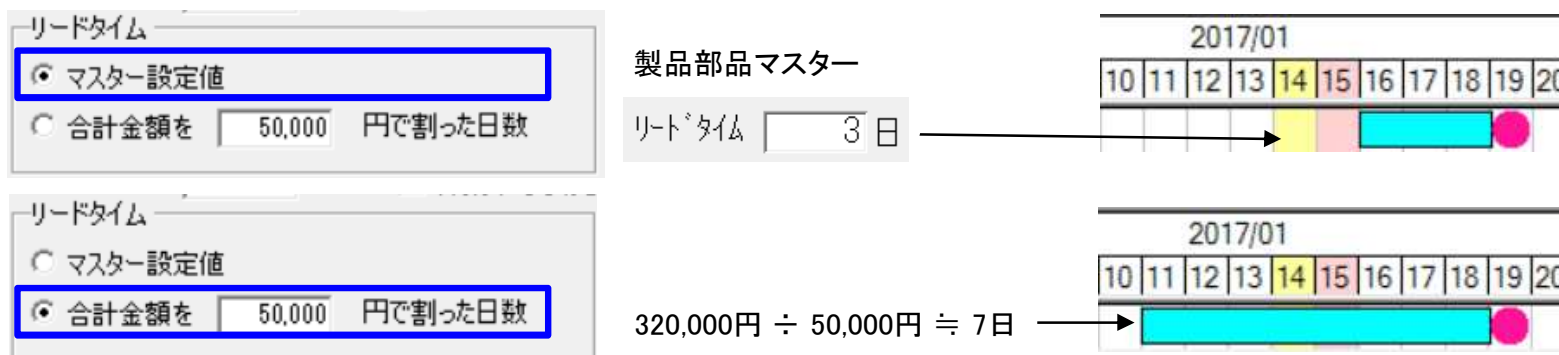 リードタイム
マスター設定値
合計金額を 50,000 円で割った日数
製品部品マスター
リードタイム 3 日
2017/01
10 11 12 13 14 15 16 17 18 19 20
リードタイム
マスター設定値
合計金額を 50,000 円で割った日数
320,000円 ÷ 50,000円 ≒ 7日
2017/01
10 11 12 13 14 15 16 17 18 19 20